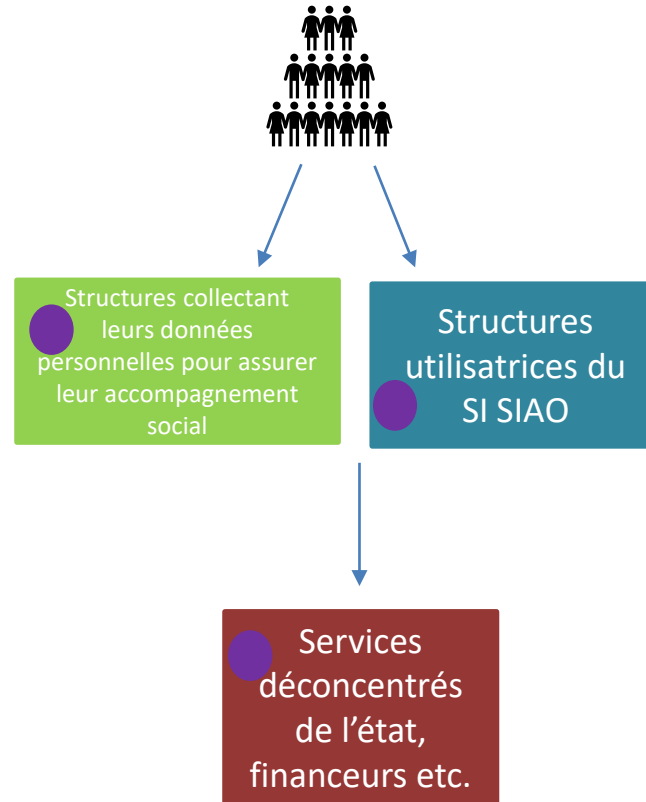 Structures collectant
leurs données
personnelles pour assurer
leur accompagnement
social
Structures
utilisatrices du
SI SIAO
Services
déconcentrés
de l’état,
financeurs etc.